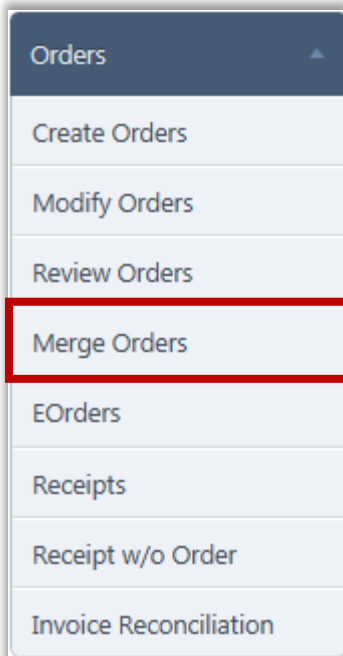 Orders
Create Orders
Modify Orders
Review Orders
Merge Orders
EOrders
Receipts
Receipt w/o Order
Invoice Reconciliation